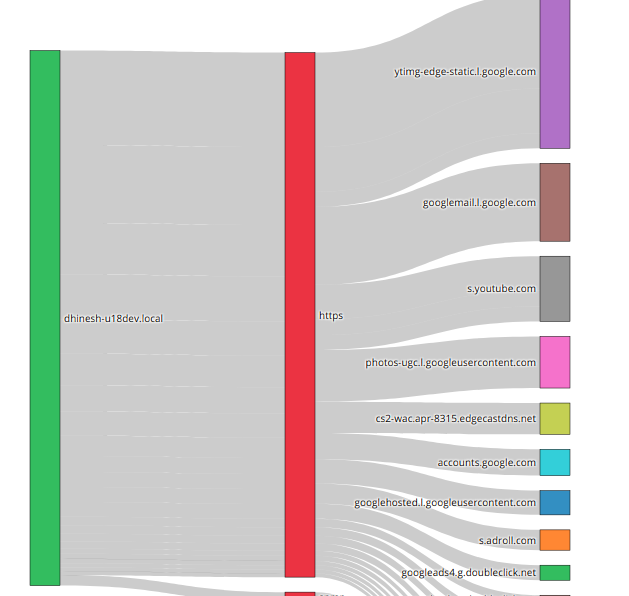 ytimg-edge-static.l.google.com
googlemail.l.google.com
s.youtube.com
dhinesh-u18dev.local
https
photos-ugc.l.googleusercontent.com
cs2-wac.apr-8315.edgecastdns.net
accounts.google.com
googlehosted.l.googleusercontent.com
s.adroll.com
googleads4.g.doubleclick.net